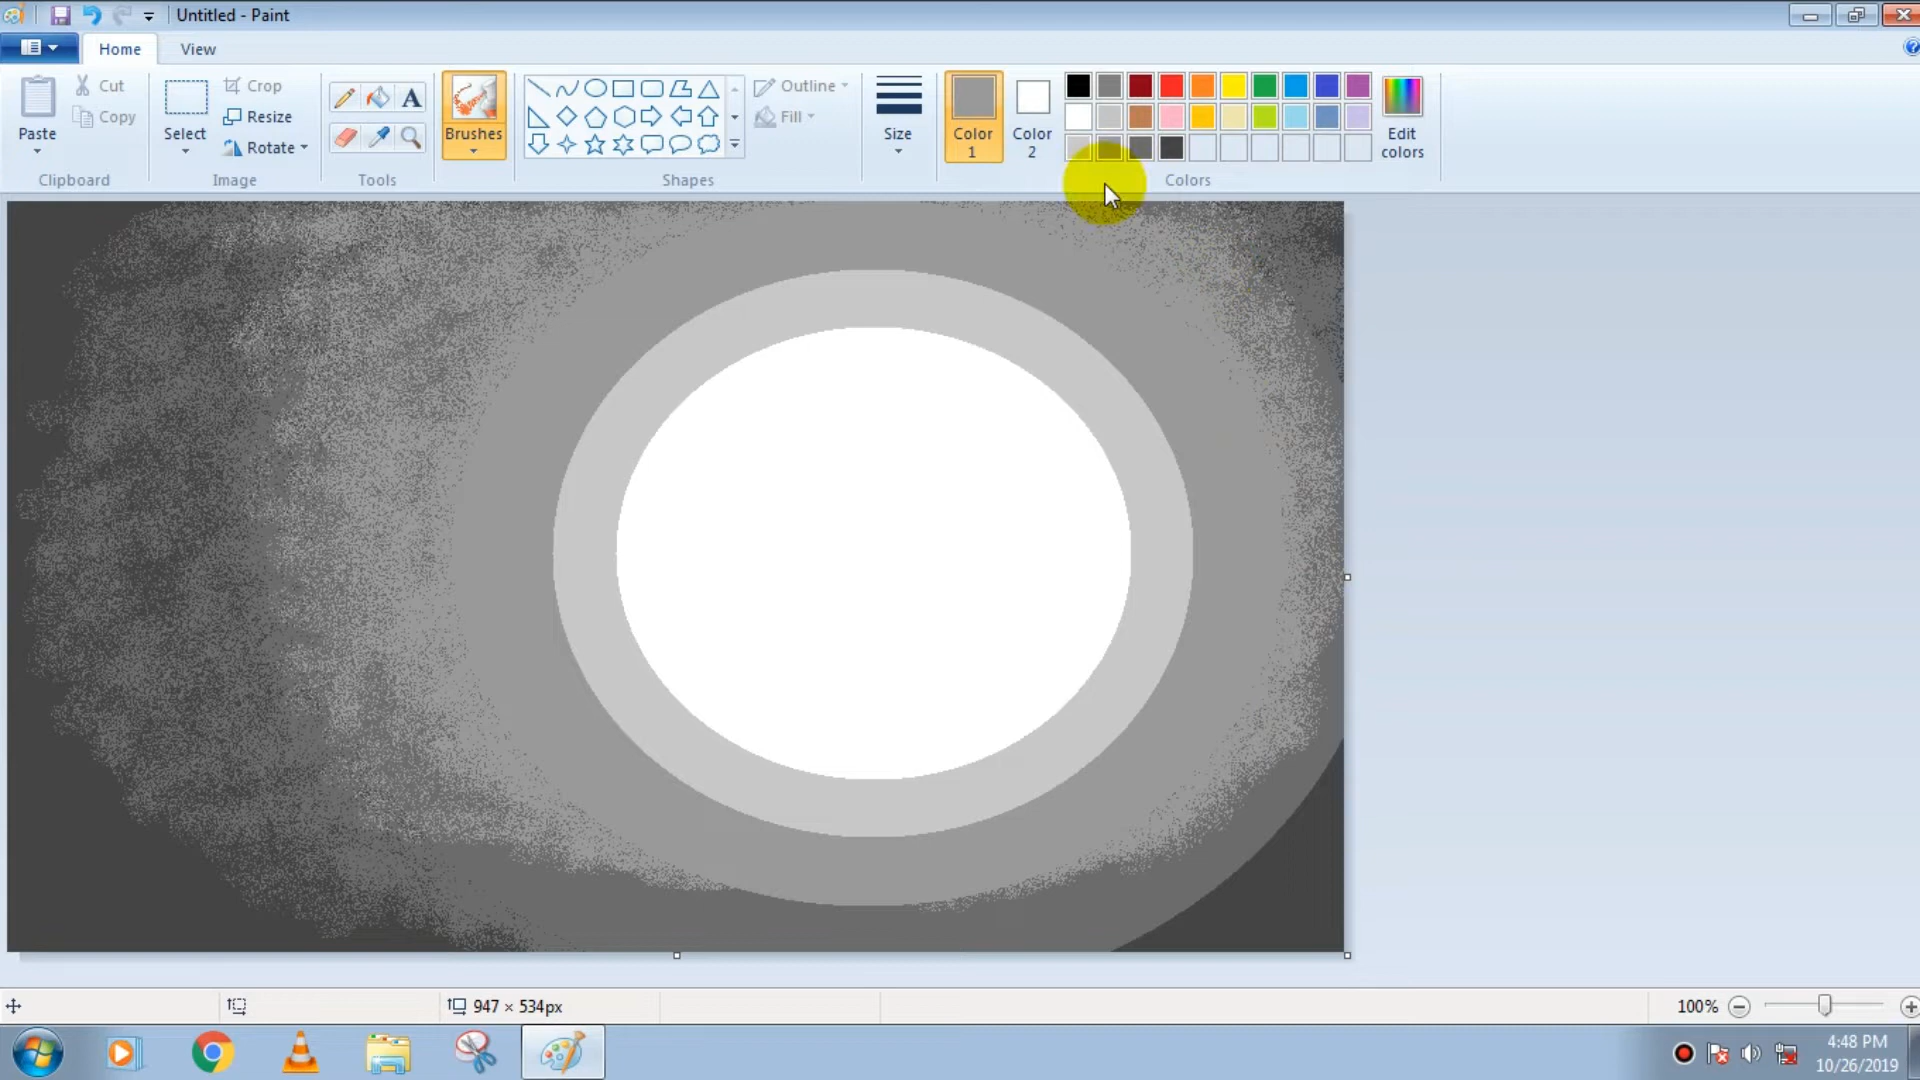 Untitled - Paint
Home View
Paste
Cut
Copy
Clipboard
Select
Crop
Resize
Rotate
Image
A
Tools
Brushes
Shapes
Outline
Fill
Size
Color 1
Color 2
Edit colors
Colors
947 × 534px
100%
4:48 PM
10/26/2019